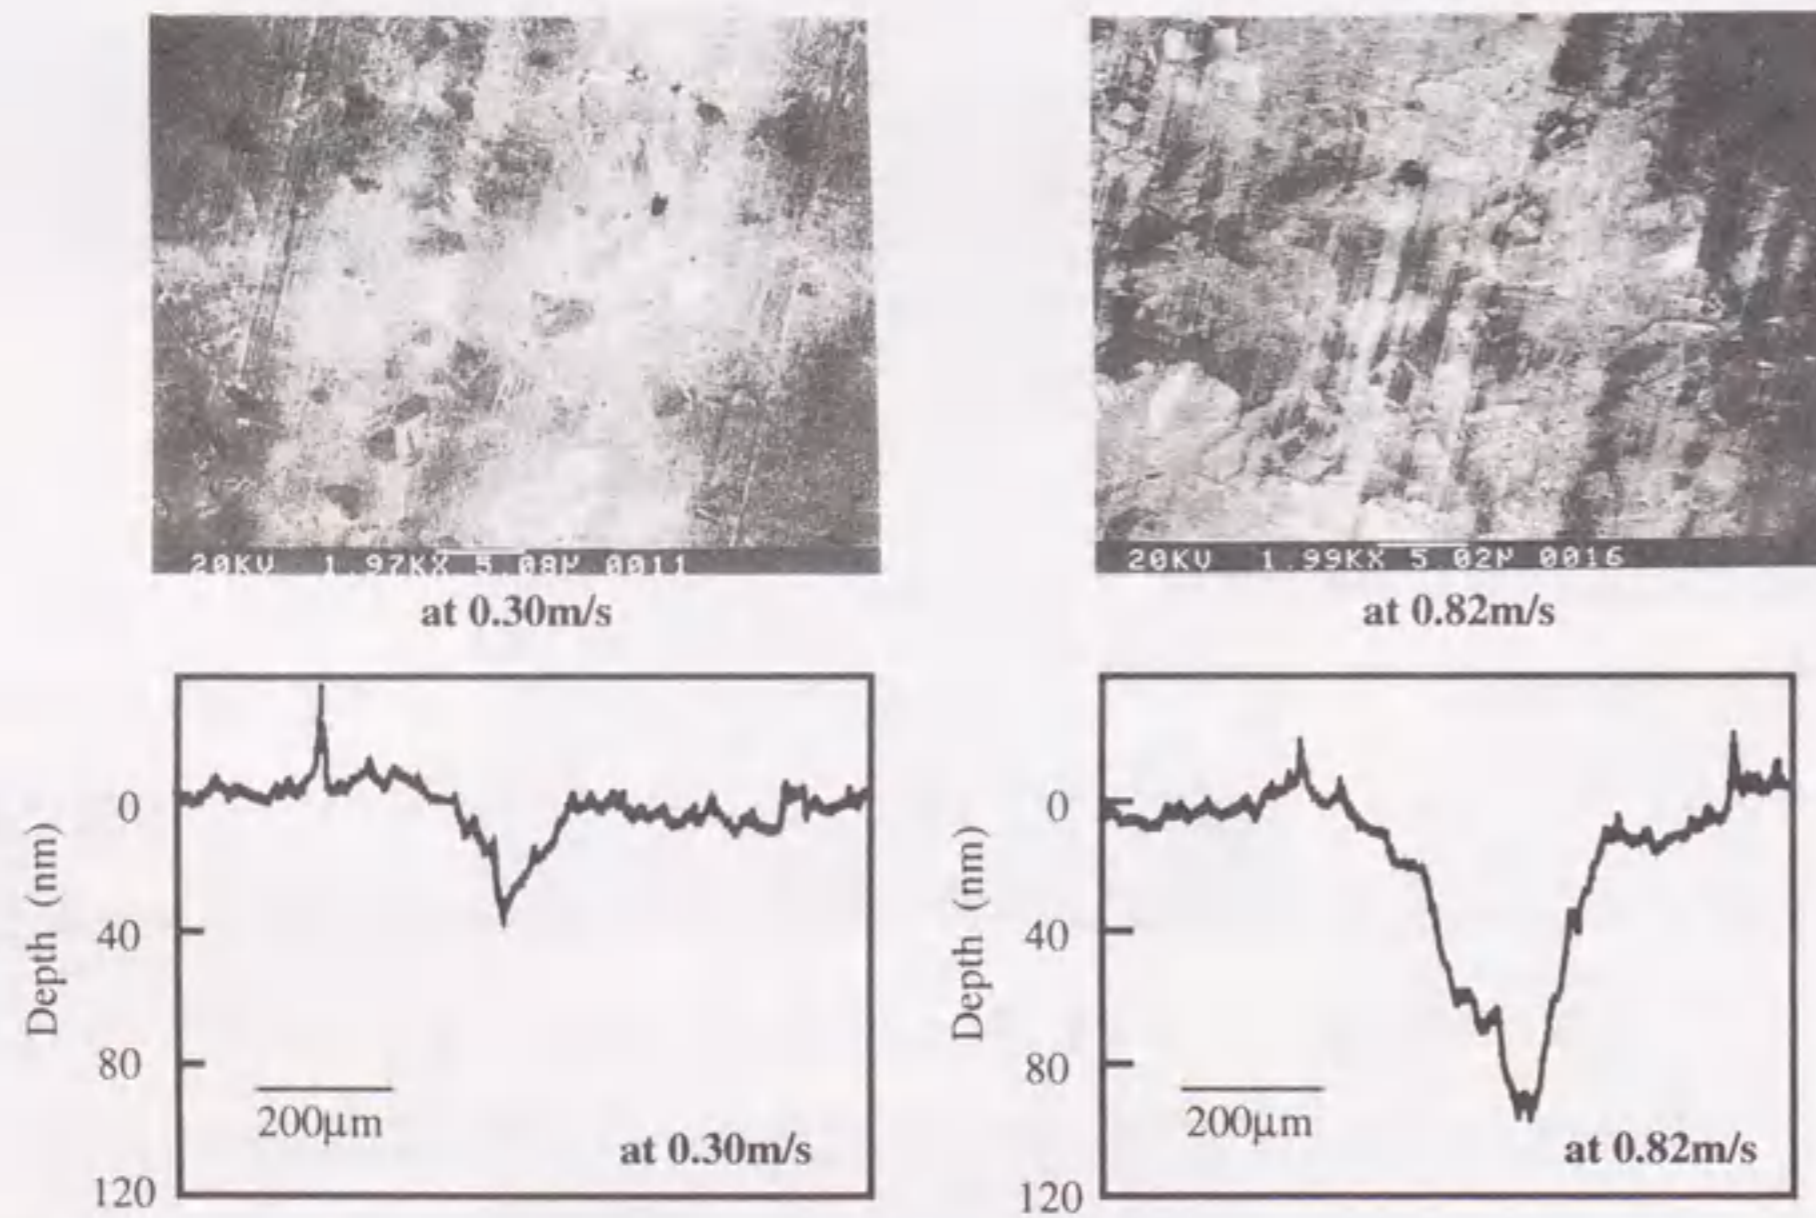 20KV 1.97KX 5.08µ 0011
20KV 1.99KX 5.02µ 0016
at 0.30m/s
at 0.82m/s
Depth (nm)
0
40
80
120
200µm
at 0.30m/s
Depth (nm)
0
40
80
120
200µm
at 0.82m/s